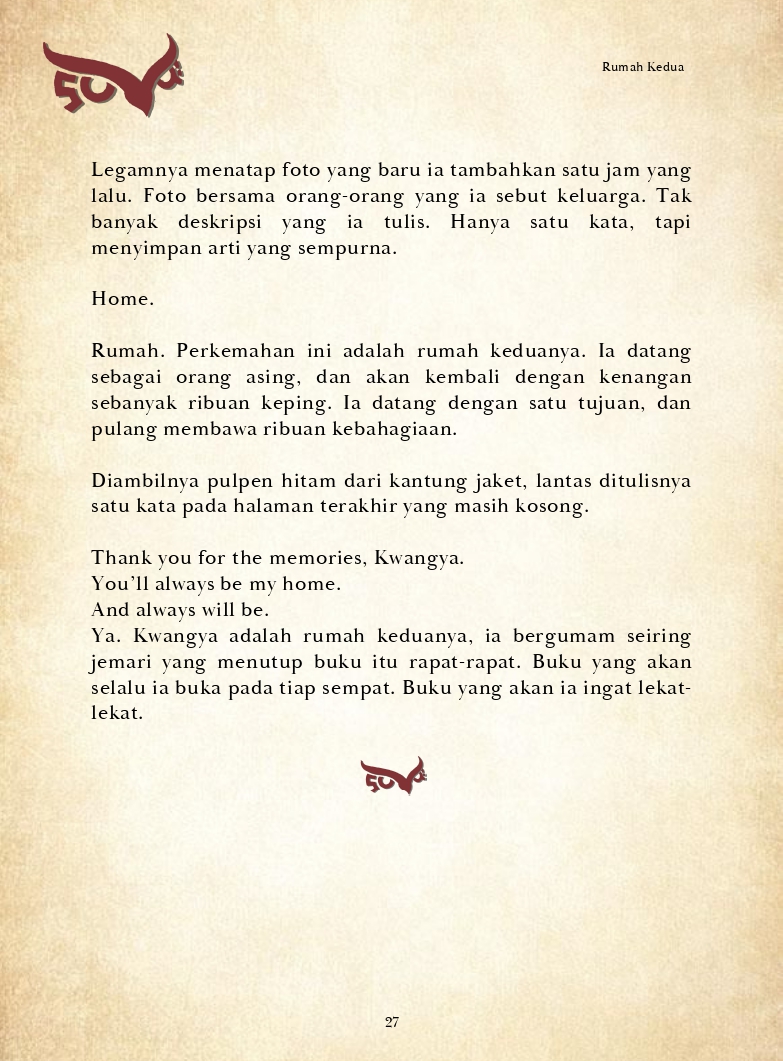 Rumah Kedua
Legamnya menatap foto yang baru ia tambahkan satu jam yang
lalu. Foto bersama orang-orang yang ia sebut keluarga. Tak
banyak deskripsi yang ia tulis. Hanya satu kata, tapi
menyimpan arti yang sempurna.
Home.
Rumah. Perkemahan ini adalah rumah keduanya. Ia datang
sebagai orang asing, dan akan kembali dengan kenangan
sebanyak ribuan keping. Ia datang dengan satu tujuan, dan
pulang membawa ribuan kebahagiaan.
Diambilnya pulpen hitam dari kantung jaket, lantas ditulisnya
satu kata pada halaman terakhir yang masih kosong.
Thank you for the memories, Kwangya.
You’ll always be my home.
And always will be.
Ya. Kwangya adalah rumah keduanya, ia bergumam seiring
jemari yang menutup buku itu rapat-rapat. Buku yang akan
selalu ia buka pada tiap sempat. Buku yang akan ia ingat lekat-
lekat.
27